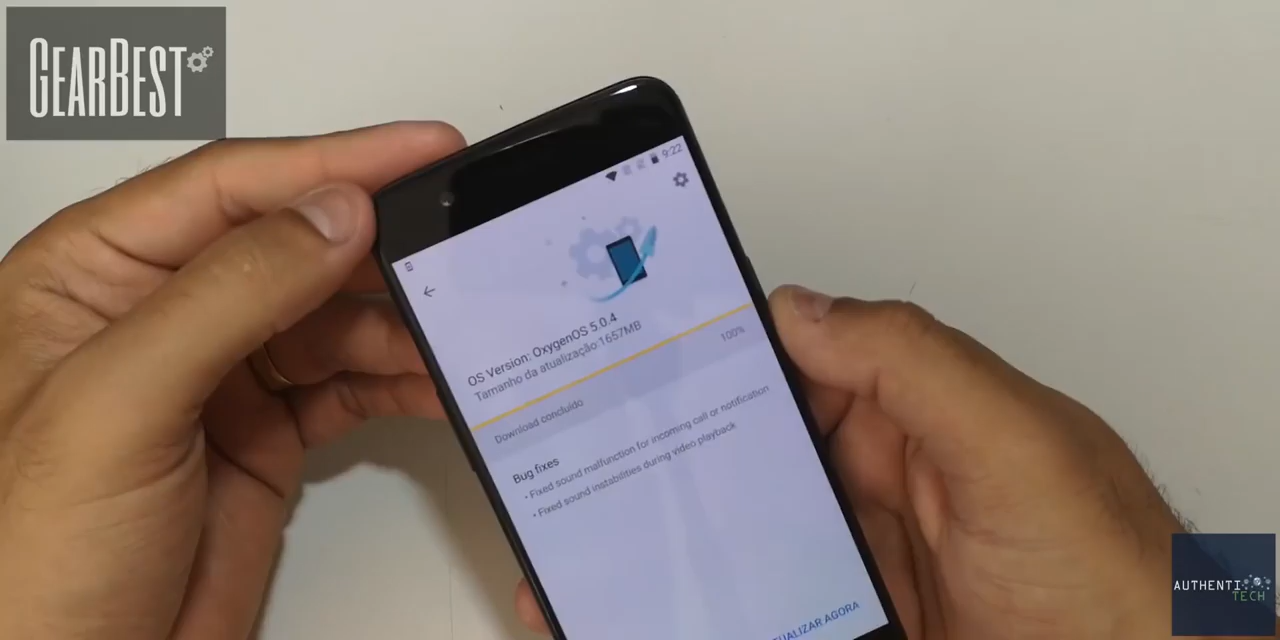 GEARBEST
9:22
OS Version: OxygenOS 5.0.4
Tamanho da atualização:1657MB
100%
Download concluído
Bug fixes
• Fixed sound malfunction for incoming call or notification
• Fixed sound instabilities during video playback
TUALIZAR AGORA
AUTHENTI
TECH